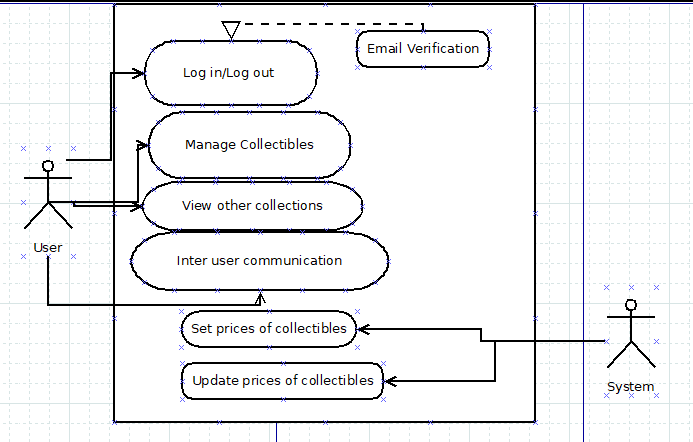 Email Verification
Log in/Log out
Manage Collectibles
View other collections
User
Inter user communication
Set prices of collectibles
Update prices of collectibles
System